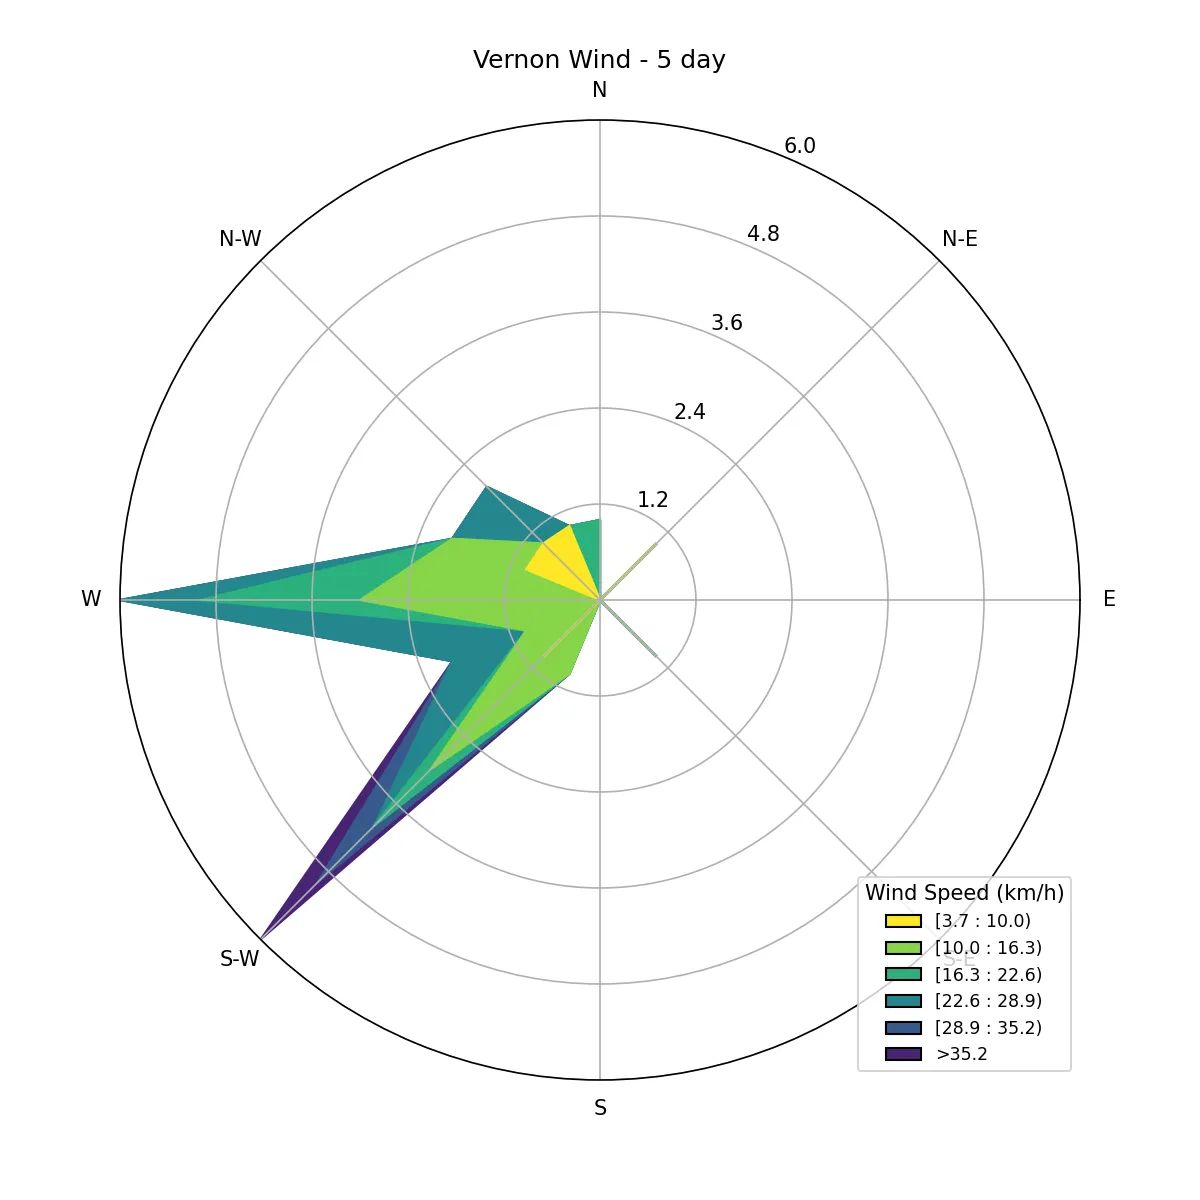 Vernon Wind - 5 day
N
6.0
N-W
4.8
N-E
3.6
2.4
1.2
W
E
S-W
S-E
Wind Speed (km/h)
[3.7 : 10.0)
[10.0 : 16.3)
[16.3 : 22.6)
[22.6 : 28.9)
[28.9 : 35.2)
>35.2
S